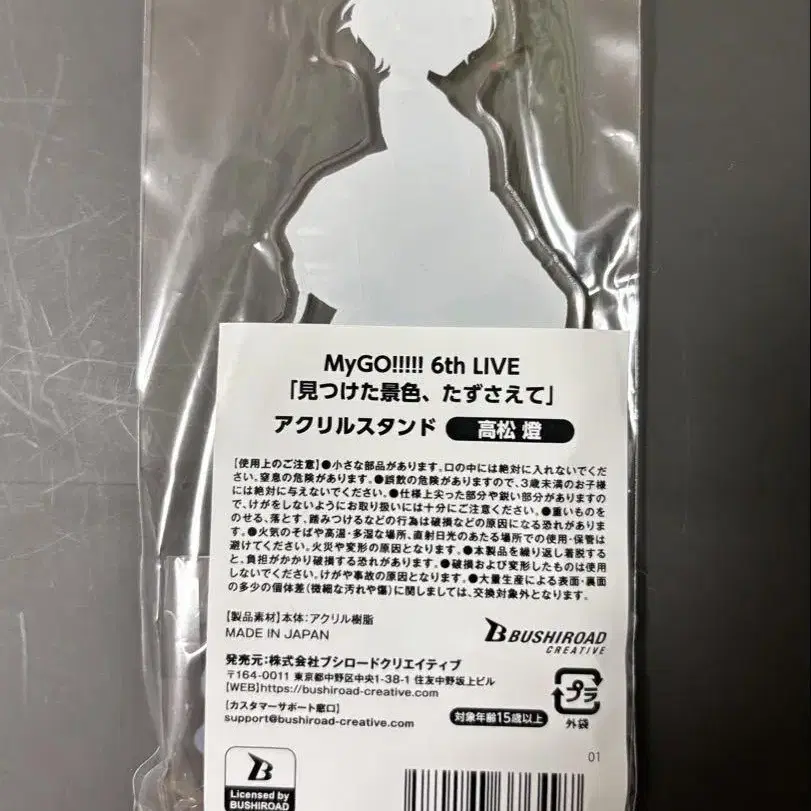 MyGO!!!!! 6th LIVE
「見つけた景色、たずさえて」
アクリルスタンド 高松 燈
【使用上のご注意】●小さな部品があります。口の中には絶対に入れないでくだ
さい。窒息の危険があります。●誤飲の危険がありますので、3歳未満のお子様
には絶対に与えないでください。●仕様上尖った部分や鋭い部分がありますの
で、けがをしないようにお取り扱いには十分にご注意ください。●重いものを
のせる、落とす、踏みつけるなどの行為は破損などの原因になる恐れがありま
す。●火気のそばや高温・多湿な場所、直射日光のあたる場所での使用・保管は
避けてください。火災や変形の原因となります。●本製品を繰り返し着脱する
と、負担がかかり破損する恐れがあります。●破損および変形したものは使用
しないでください。けがや事故の原因となります。●大量生産による表面・裏面
の多少の個体差(微細な汚れや傷)に関しましては、交換対象外となります。
【製品素材】本体:アクリル樹脂
MADE IN JAPAN
BUSHIROAD
CREATIVE
発売元:株式会社ブシロードクリエイティブ
〒164-0011 東京都中野区中央1-38-1 住友中野坂上ビル
【WEB】https://bushiroad-creative.com
【カスタマーサポート窓口】
support@bushiroad-creative.com
対象年齢15歳以上
プラ
外袋
01
B
Licensed by
BUSHIROAD